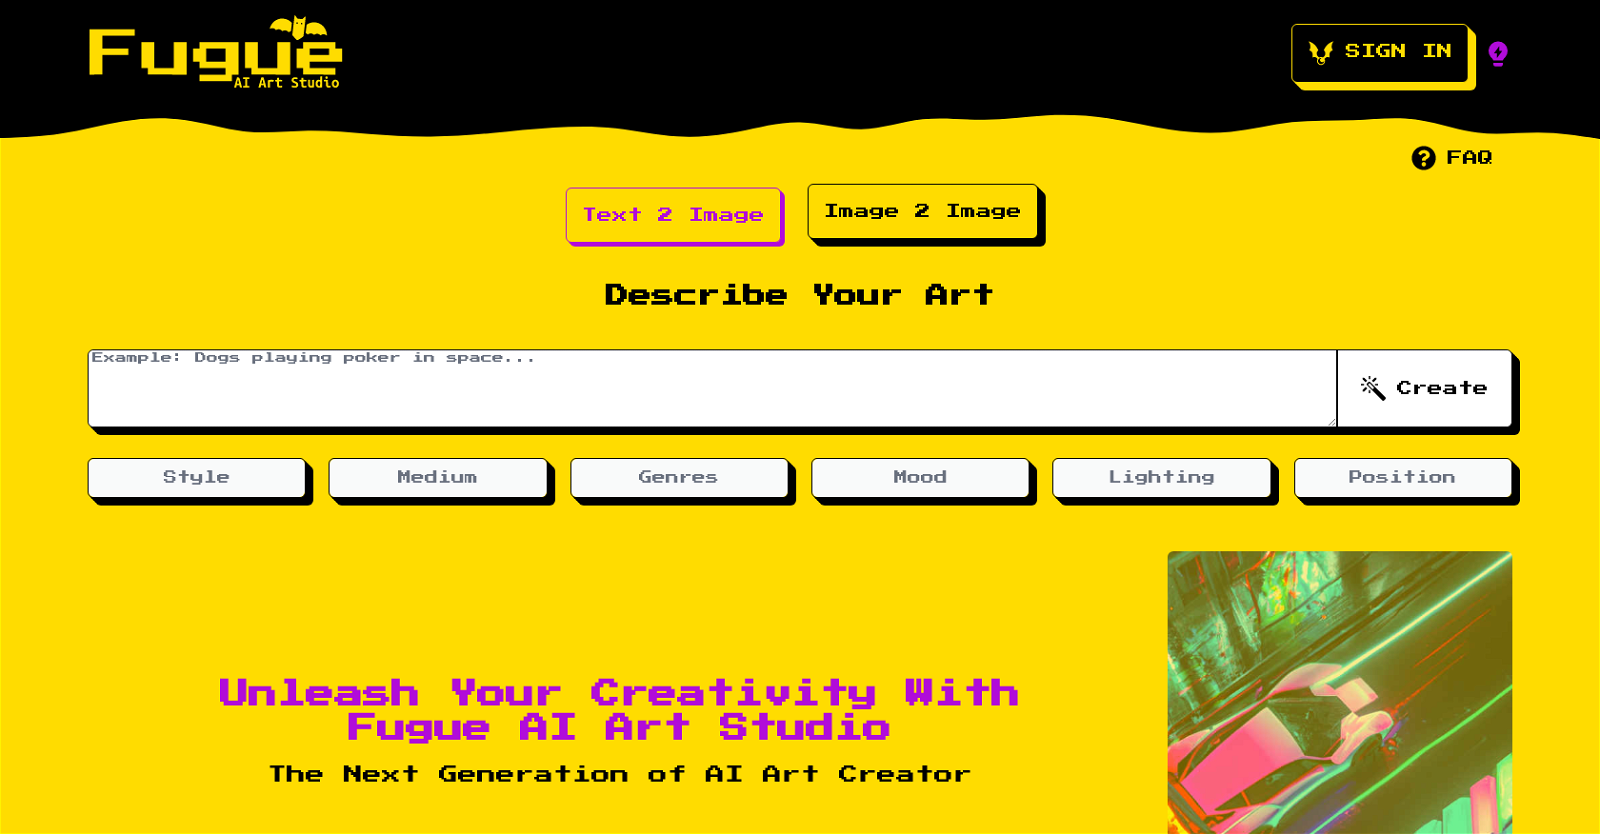 Fugue
AI Art Studio
SIGN IN
FAQ
Text 2 Image
Image 2 Image
Describe Your Art
Example: Dogs playing poker in space...
Create
Style
Medium
Genres
Mood
Lighting
Position
Unleash Your Creativity With
Fugue AI Art Studio
The Next Generation of AI Art Creator